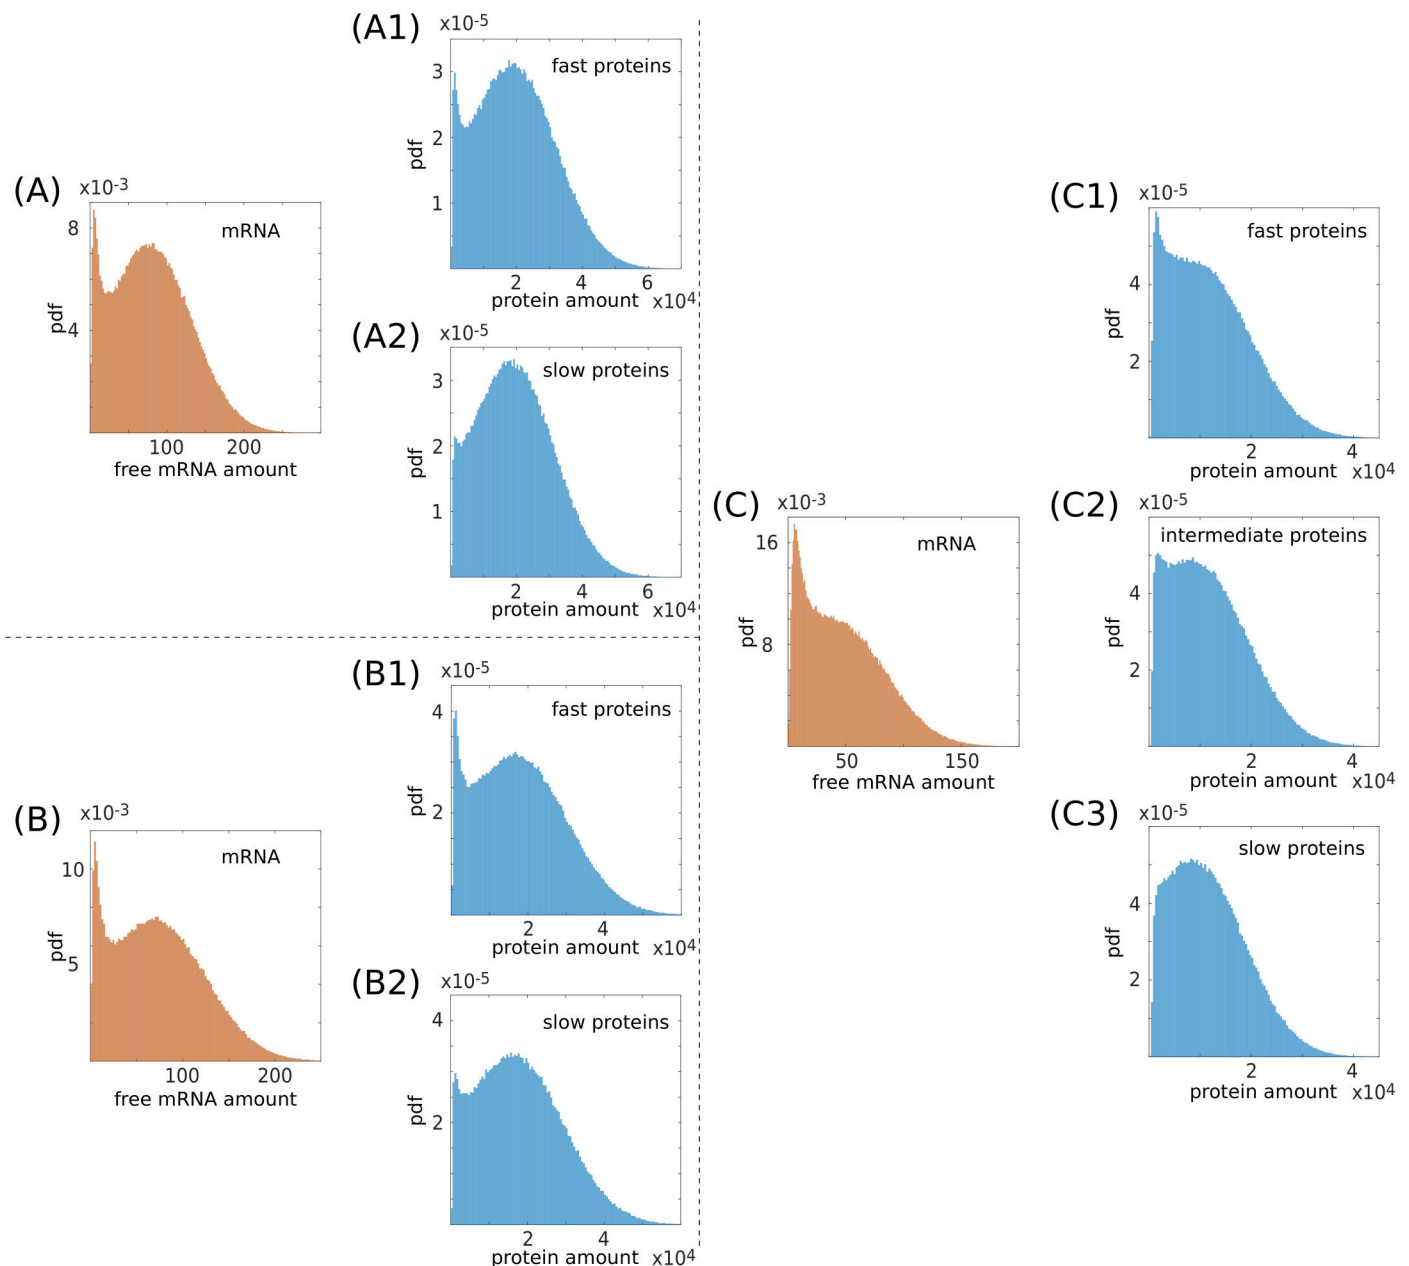 (A)
x10-3
8
4
pdf
mRNA
100 200
free mRNA amount
(A1)
x10-5
3
2
1
pdf
fast proteins
2 4 6
protein amount x104
(A2)
x10-5
3
2
1
pdf
slow proteins
2 4 6
protein amount x104
(B)
x10-3
10
5
pdf
mRNA
100 200
free mRNA amount
(B1)
x10-5
4
2
pdf
fast proteins
2 4
protein amount x104
(B2)
x10-5
4
2
pdf
slow proteins
2 4
protein amount x104
(C)
x10-3
16
8
pdf
mRNA
50 150
free mRNA amount
(C1)
x10-5
4
2
pdf
fast proteins
2 4
protein amount x104
(C2)
x10-5
4
2
pdf
intermediate proteins
2 4
protein amount x104
(C3)
x10-5
4
2
pdf
slow proteins
2 4
protein amount x104